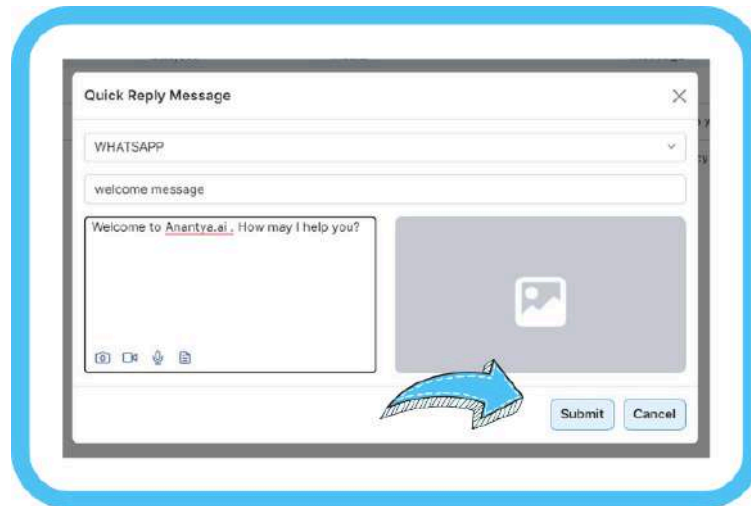 Quick Reply Message
WHATSAPP
welcome message
Welcome to Anantya.ai . How may I help you?
Submit
Cancel